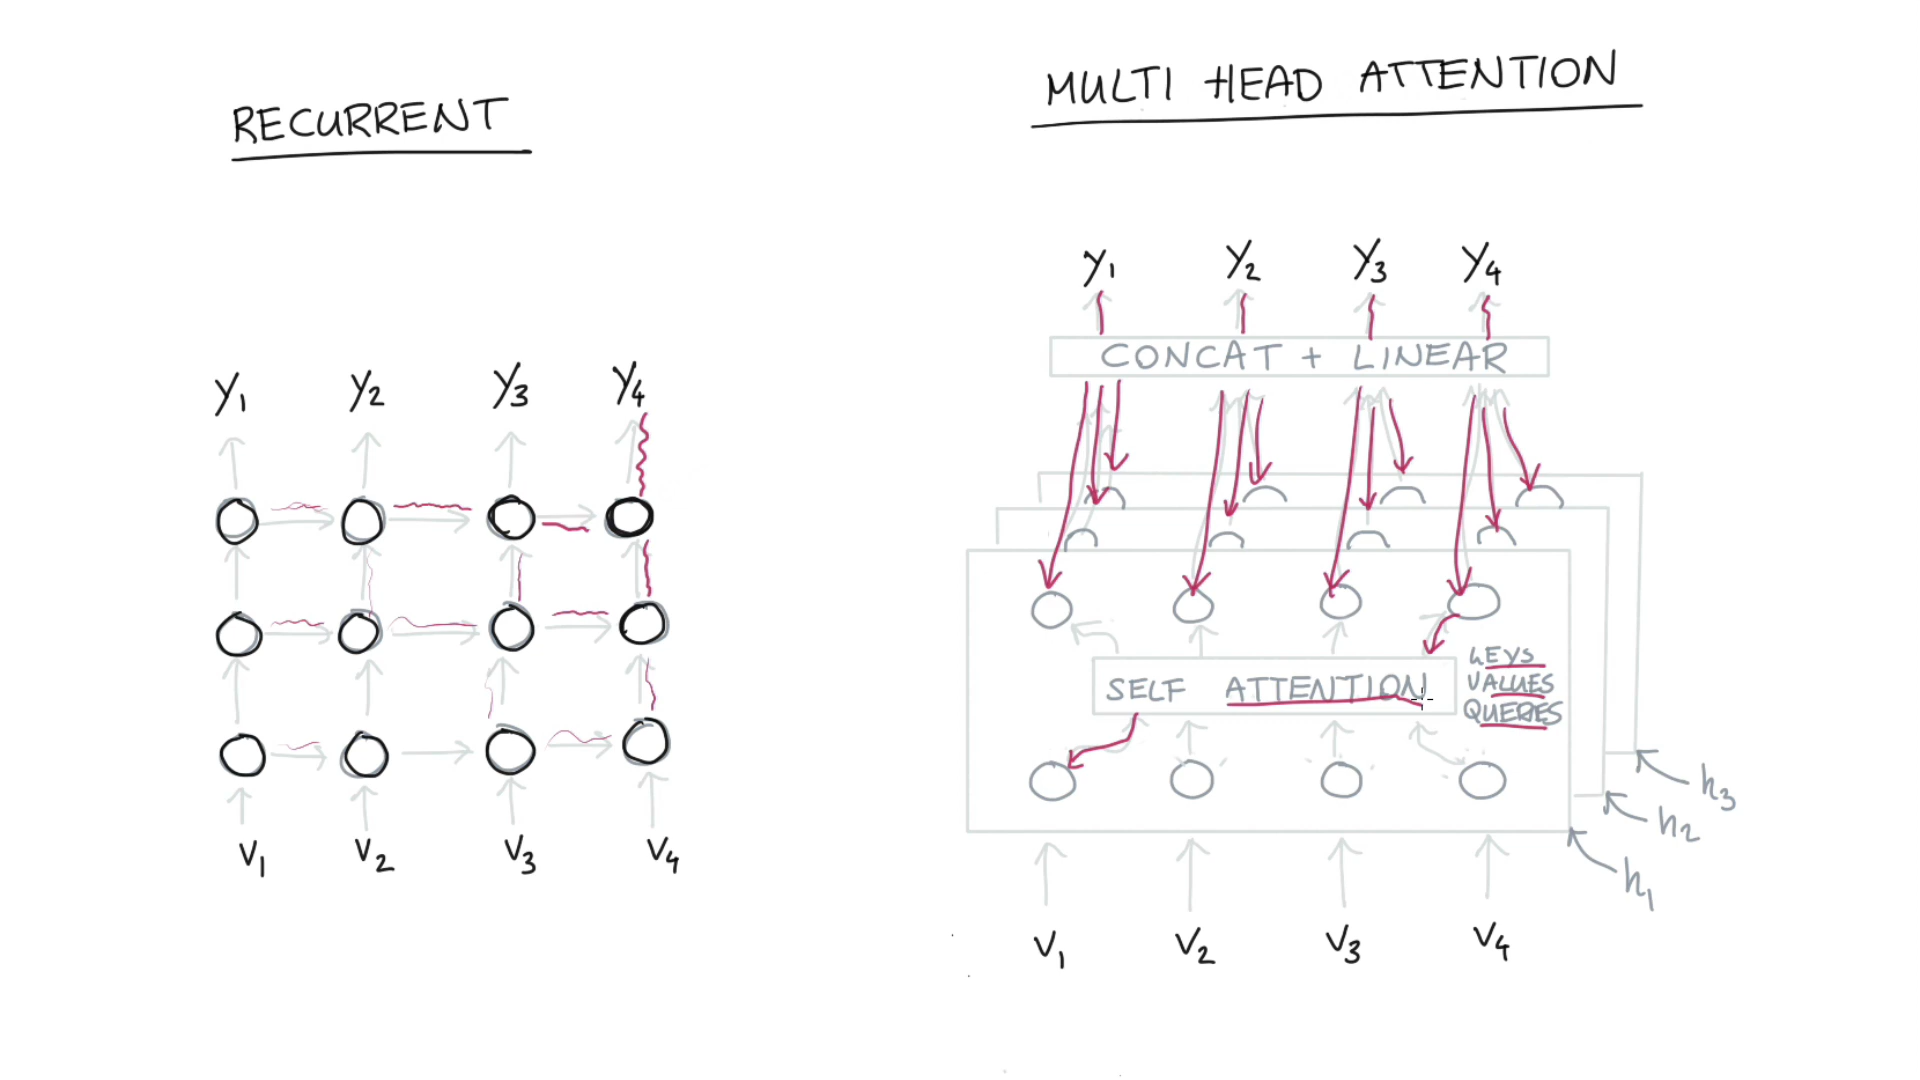 RECURRENT
y1 y2 y3 y4
v1 v2 v3 v4
MULTI HEAD ATTENTION
y1 y2 y3 y4
CONCAT + LINEAR
SELF ATTENTION
KEYS
VALUES
QUERIES
h3
h2
h1
v1 v2 v3 v4